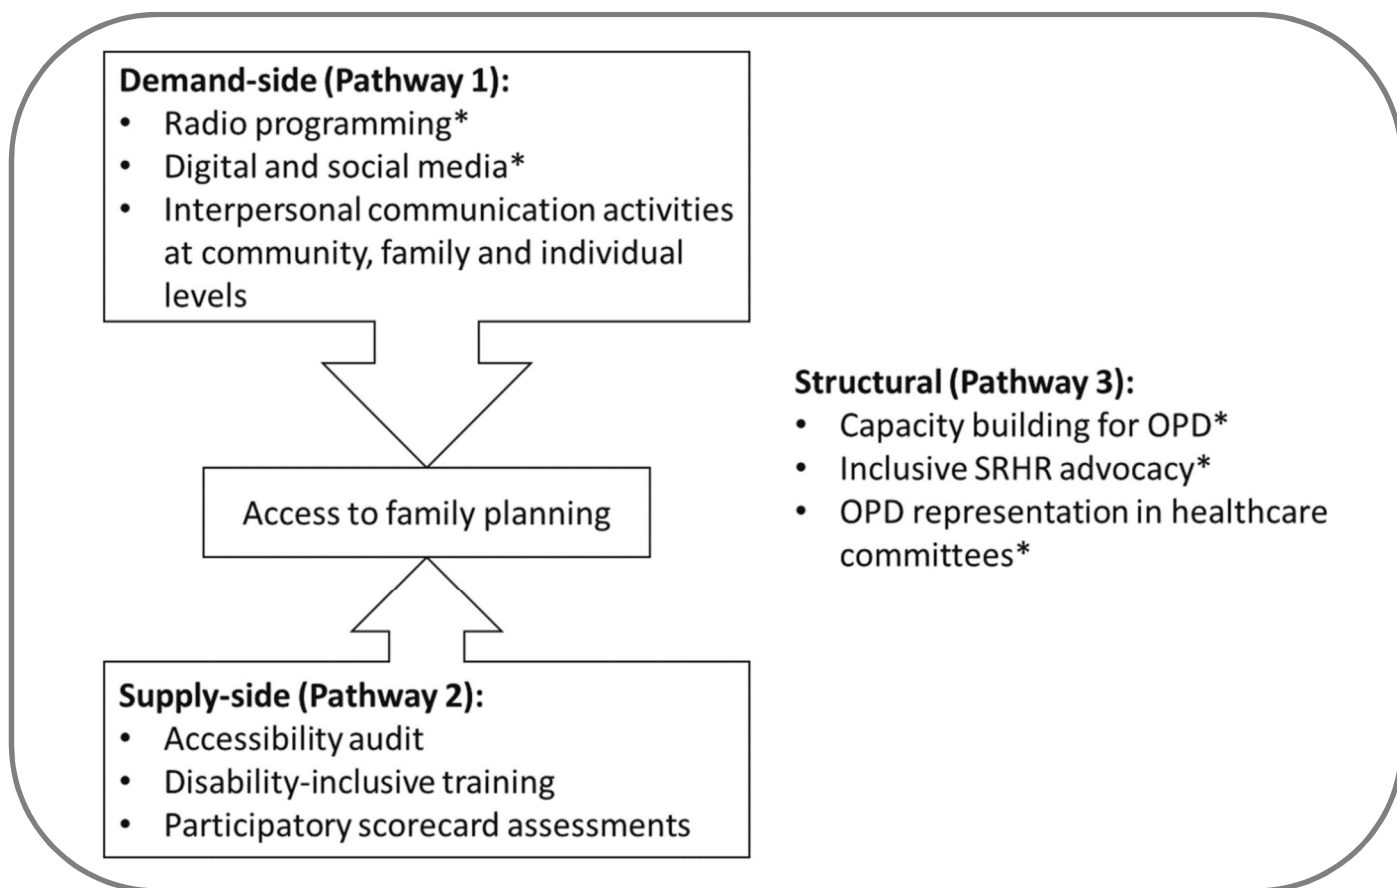 Demand-side (Pathway 1):
• Radio programming*
• Digital and social media*
• Interpersonal communication activities
at community, family and individual
levels
Access to family planning
Supply-side (Pathway 2):
• Accessibility audit
• Disability-inclusive training
• Participatory scorecard assessments
Structural (Pathway 3):
• Capacity building for OPD*
• Inclusive SRHR advocacy*
• OPD representation in healthcare
committees*